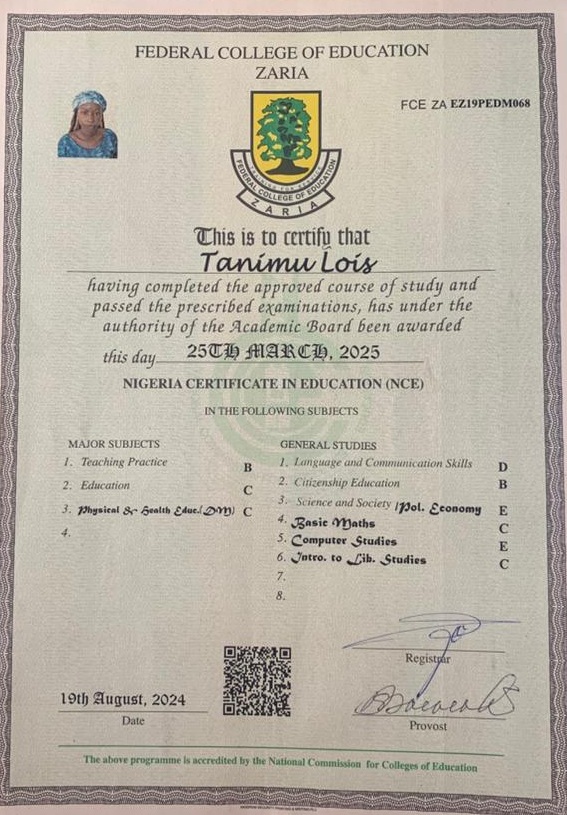 FEDERAL COLLEGE OF EDUCATION
ZARIA
FCE ZA EZ19PEDM068
FEDERAL COLLEGE OF EDUCATION
ZARIA
This is to certify that
Tanimu Lois
having completed the approved course of study and
passed the prescribed examinations, has under the
authority of the Academic Board been awarded
this day 25TH MARCH, 2025
NIGERIA CERTIFICATE IN EDUCATION (NCE)
IN THE FOLLOWING SUBJECTS
MAJOR SUBJECTS
1. Teaching Practice B
2. Education C
3. Physical & Health Educ.(DM) C
4.
GENERAL STUDIES
1. Language and Communication Skills D
2. Citizenship Education B
3. Science and Society /Pol. Economy E
4. Basic Maths C
5. Computer Studies E
6. Intro. to Lib. Studies C
7.
8.
Registrar
19th August, 2024
Date
Provost
The above programme is accredited by the National Commission for Colleges of Education